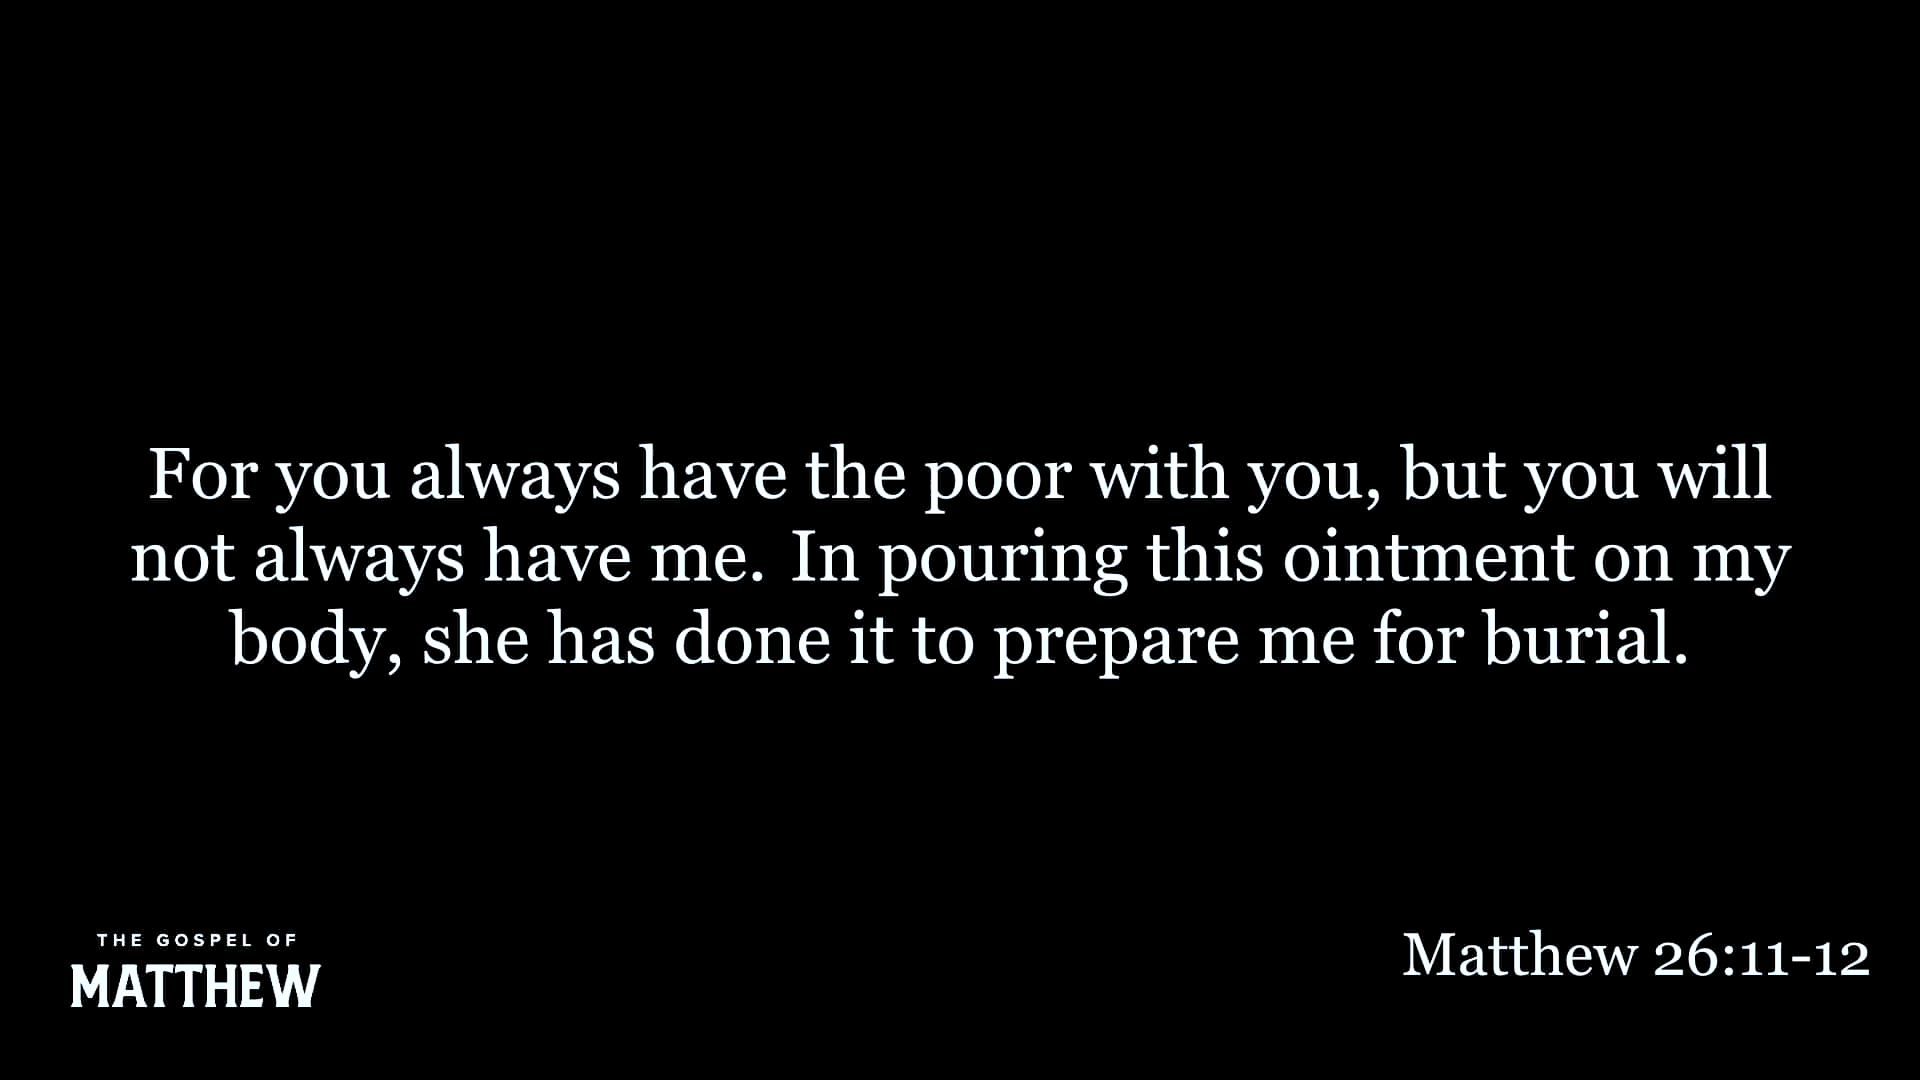 For you always have the poor with you, but you will
not always have me. In pouring this ointment on my
body, she has done it to prepare me for burial.
THE GOSPEL OF
MATTHEW
Matthew 26:11-12